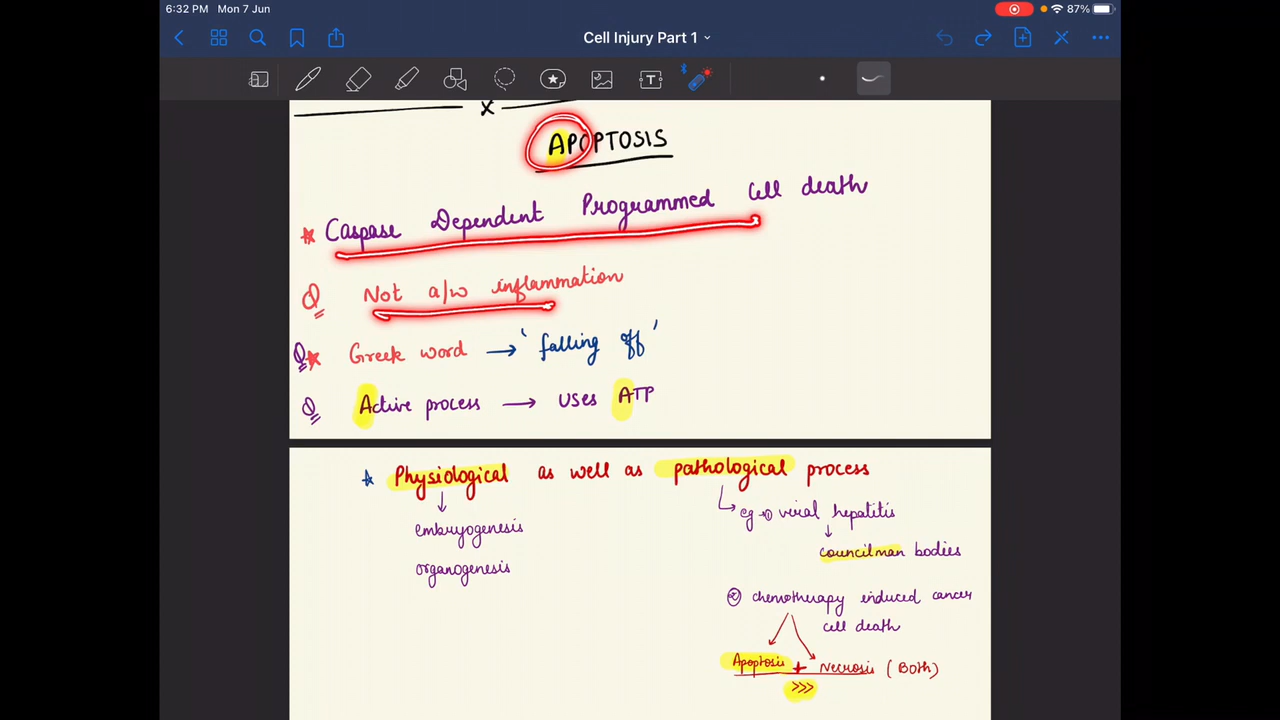 6:32 PM Mon 7 Jun
87%
Cell Injury Part 1
T
x
APOPTOSIS
Caspase Dependent Programmed Cell death
Q Not a/w inflammation
Q Greek word → 'falling off'
Q Active process → uses ATP
Physiological as well as pathological process
embryogenesis
organogenesis
eg → ① viral hepatitis
↓
councilman bodies
② chemotherapy induced cancer
cell death
Apoptosis + Necrosis (Both)
>>>